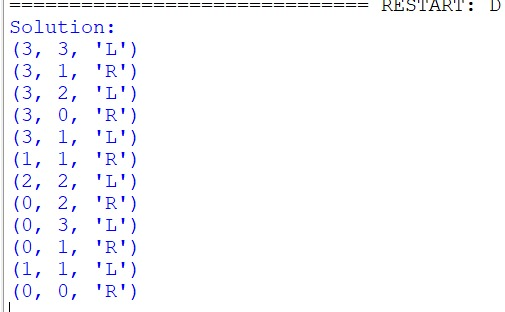 ============================== RESTART: D
Solution:
(3, 3, 'L')
(3, 1, 'R')
(3, 2, 'L')
(3, 0, 'R')
(3, 1, 'L')
(1, 1, 'R')
(2, 2, 'L')
(0, 2, 'R')
(0, 3, 'L')
(0, 1, 'R')
(1, 1, 'L')
(0, 0, 'R')